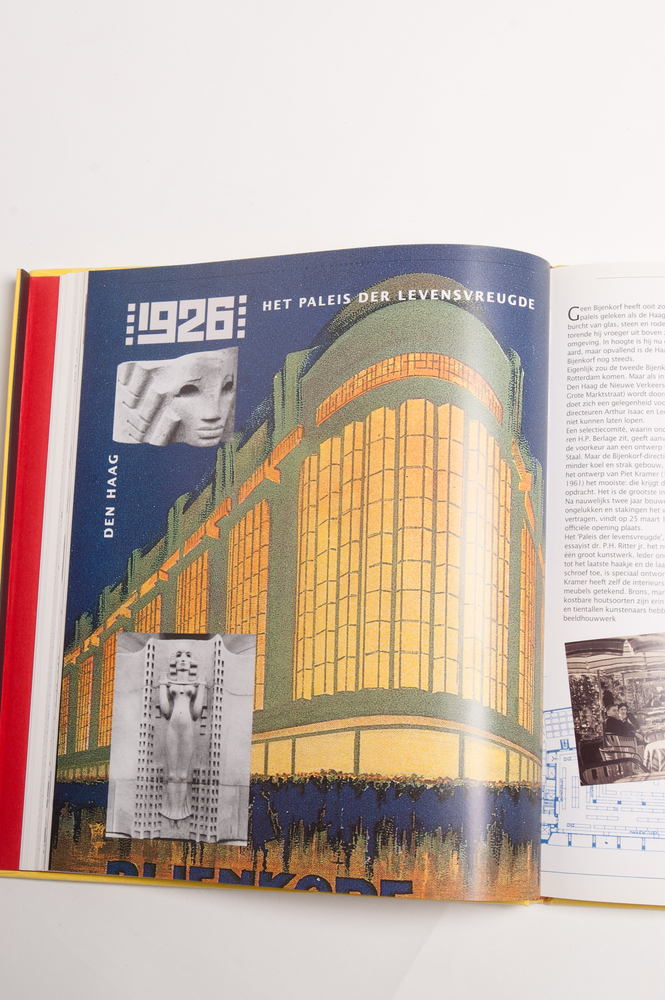 1926
HET PALEIS DER LEVENSVREUGDE
DEN HAAG
BIJENKORF
Geen Bijenkorf heeft ooit zo
paleis geleken als de Haag
burcht van glas, steen en rode
torende hij vroeger uit boven
omgeving. In hoogte is hij nu
aard, maar opvallend is de Haa
Bijenkorf nog steeds.
Eigenlijk zou de tweede Bijenk
Rotterdam komen. Maar als in
Den Haag de Nieuwe Verkeers
Grote Marktstraat) wordt door
doet zich een gelegenheid voo
directeuren Arthur Isaac en Le
niet kunnen laten lopen.
Een selectiecomité, waarin ond
ren H.P. Berlage zit, geeft aan
de voorkeur aan een ontwerp
Staal. Maar de Bijenkorf-directi
minder koel en strak gebouw.
het ontwerp van Piet Kramer (
1961) het mooiste: die krijgt d
opdracht. Het is de grootste
Na nauwelijks twee jaar bouwe
ongelukken en stakingen het
vertragen, vindt op 25 maart
officiële opening plaats.
Het 'Paleis der levensvreugde',
essayist dr. P.H. Ritter jr. het
één groot kunstwerk. Ieder on
tot het laatste haakje en de laa
schroef toe, is speciaal ontwo
Kramer heeft zelf de interieurs
meubels getekend. Brons, mar
kostbare houtsoorten zijn erin
en tientallen kunstenaars hebb
beeldhouwwerk